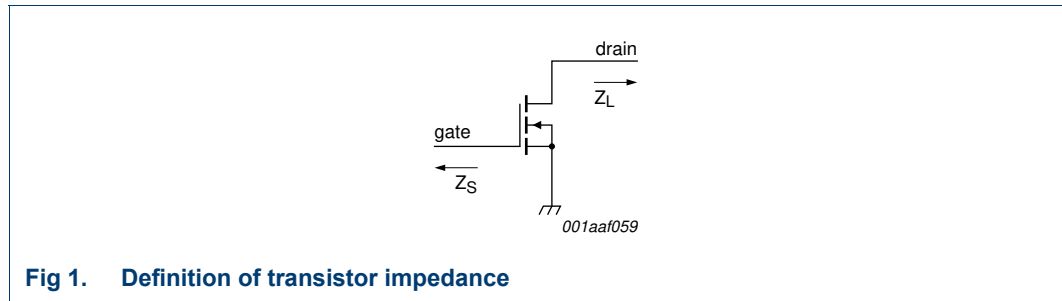 drain
Z_L
gate
Z_S
001aaf059
Fig 1. Definition of transistor impedance